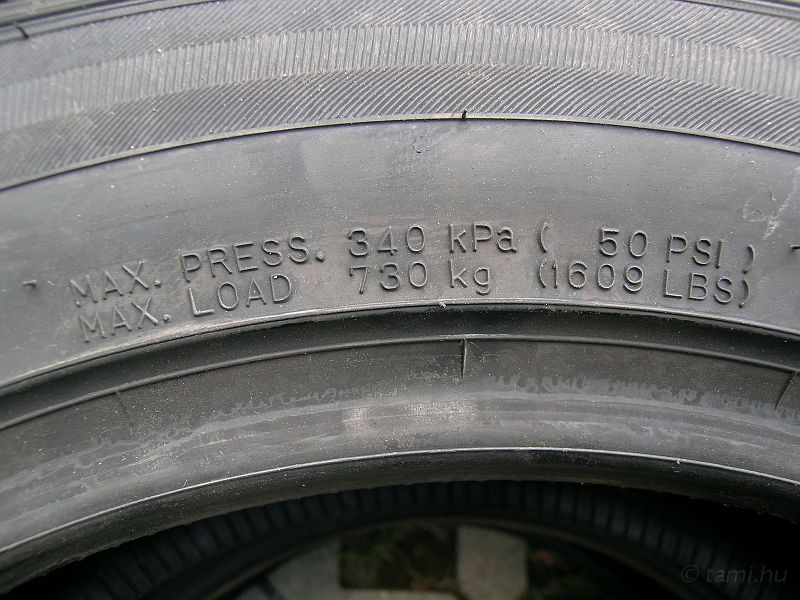 MAX. PRESS. 340 kPa ( 50 PSI )
MAX. LOAD 730 kg (1609 LBS)
© tami.hu